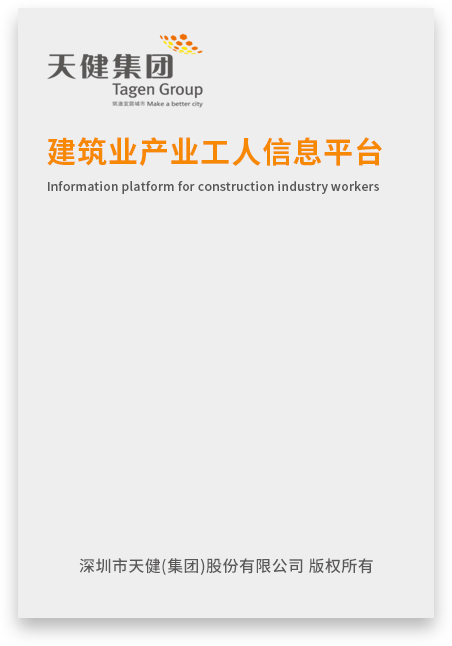 天健集团
Tagen Group
筑造宜居城市 Make a better city
建筑业产业工人信息平台
Information platform for construction industry workers
深圳市天健(集团)股份有限公司 版权所有